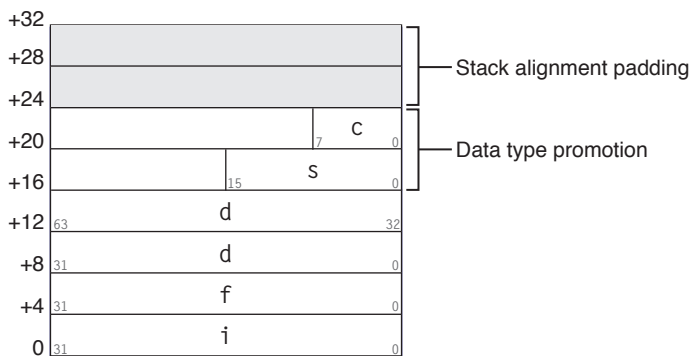 +32
+28
Stack alignment padding
+24
c
+20
7 0
Data type promotion
s
+16
15 0
d
+12
63 32
d
+8
31 0
f
+4
31 0
i
0
31 0